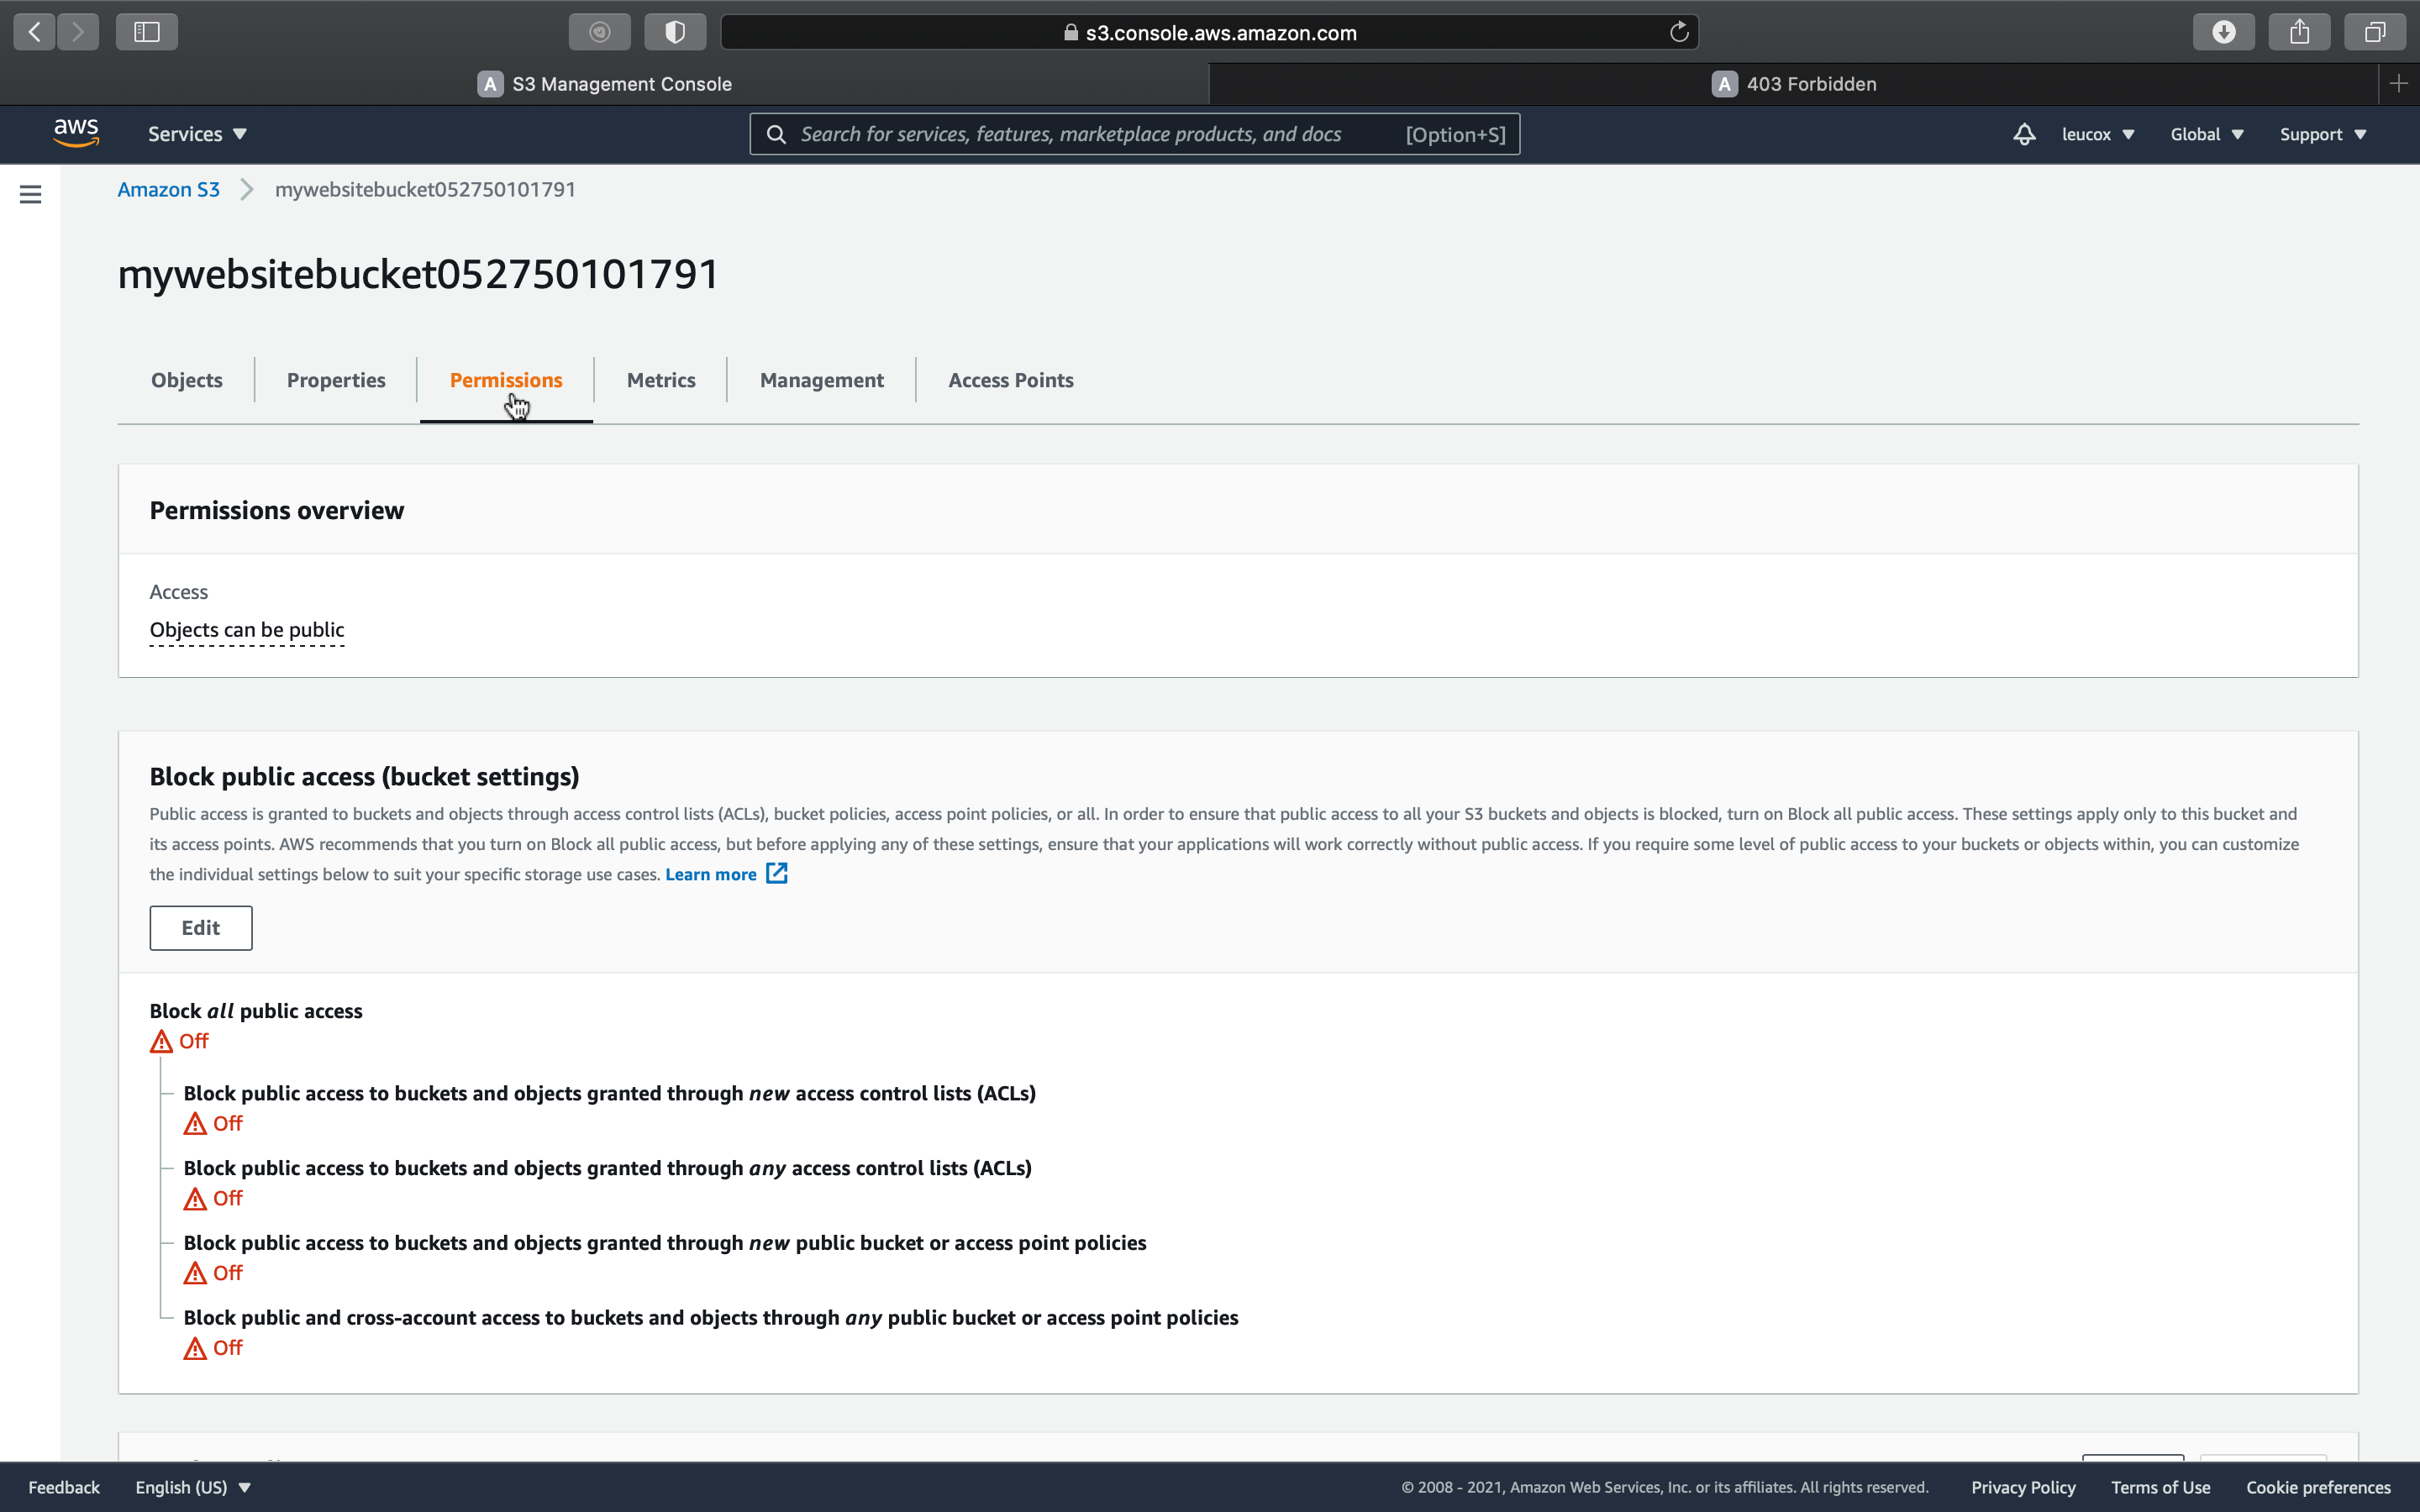 s3.console.aws.amazon.com
A S3 Management Console
A 403 Forbidden
aws
Services
Search for services, features, marketplace products, and docs [Option+S]
leucox
Global
Support
Amazon S3 > mywebsitebucket052750101791
mywebsitebucket052750101791
Objects
Properties
Permissions
Metrics
Management
Access Points
Permissions overview
Access
Objects can be public
Block public access (bucket settings)
Public access is granted to buckets and objects through access control lists (ACLs), bucket policies, access point policies, or all. In order to ensure that public access to all your S3 buckets and objects is blocked, turn on Block all public access. These settings apply only to this bucket and
its access points. AWS recommends that you turn on Block all public access, but before applying any of these settings, ensure that your applications will work correctly without public access. If you require some level of public access to your buckets or objects within, you can customize
the individual settings below to suit your specific storage use cases. Learn more
Edit
Block all public access
Off
Block public access to buckets and objects granted through new access control lists (ACLs)
Off
Block public access to buckets and objects granted through any access control lists (ACLs)
Off
Block public access to buckets and objects granted through new public bucket or access point policies
Off
Block public and cross-account access to buckets and objects through any public bucket or access point policies
Off
Feedback
English (US)
© 2008 - 2021, Amazon Web Services, Inc. or its affiliates. All rights reserved.
Privacy Policy
Terms of Use
Cookie preferences